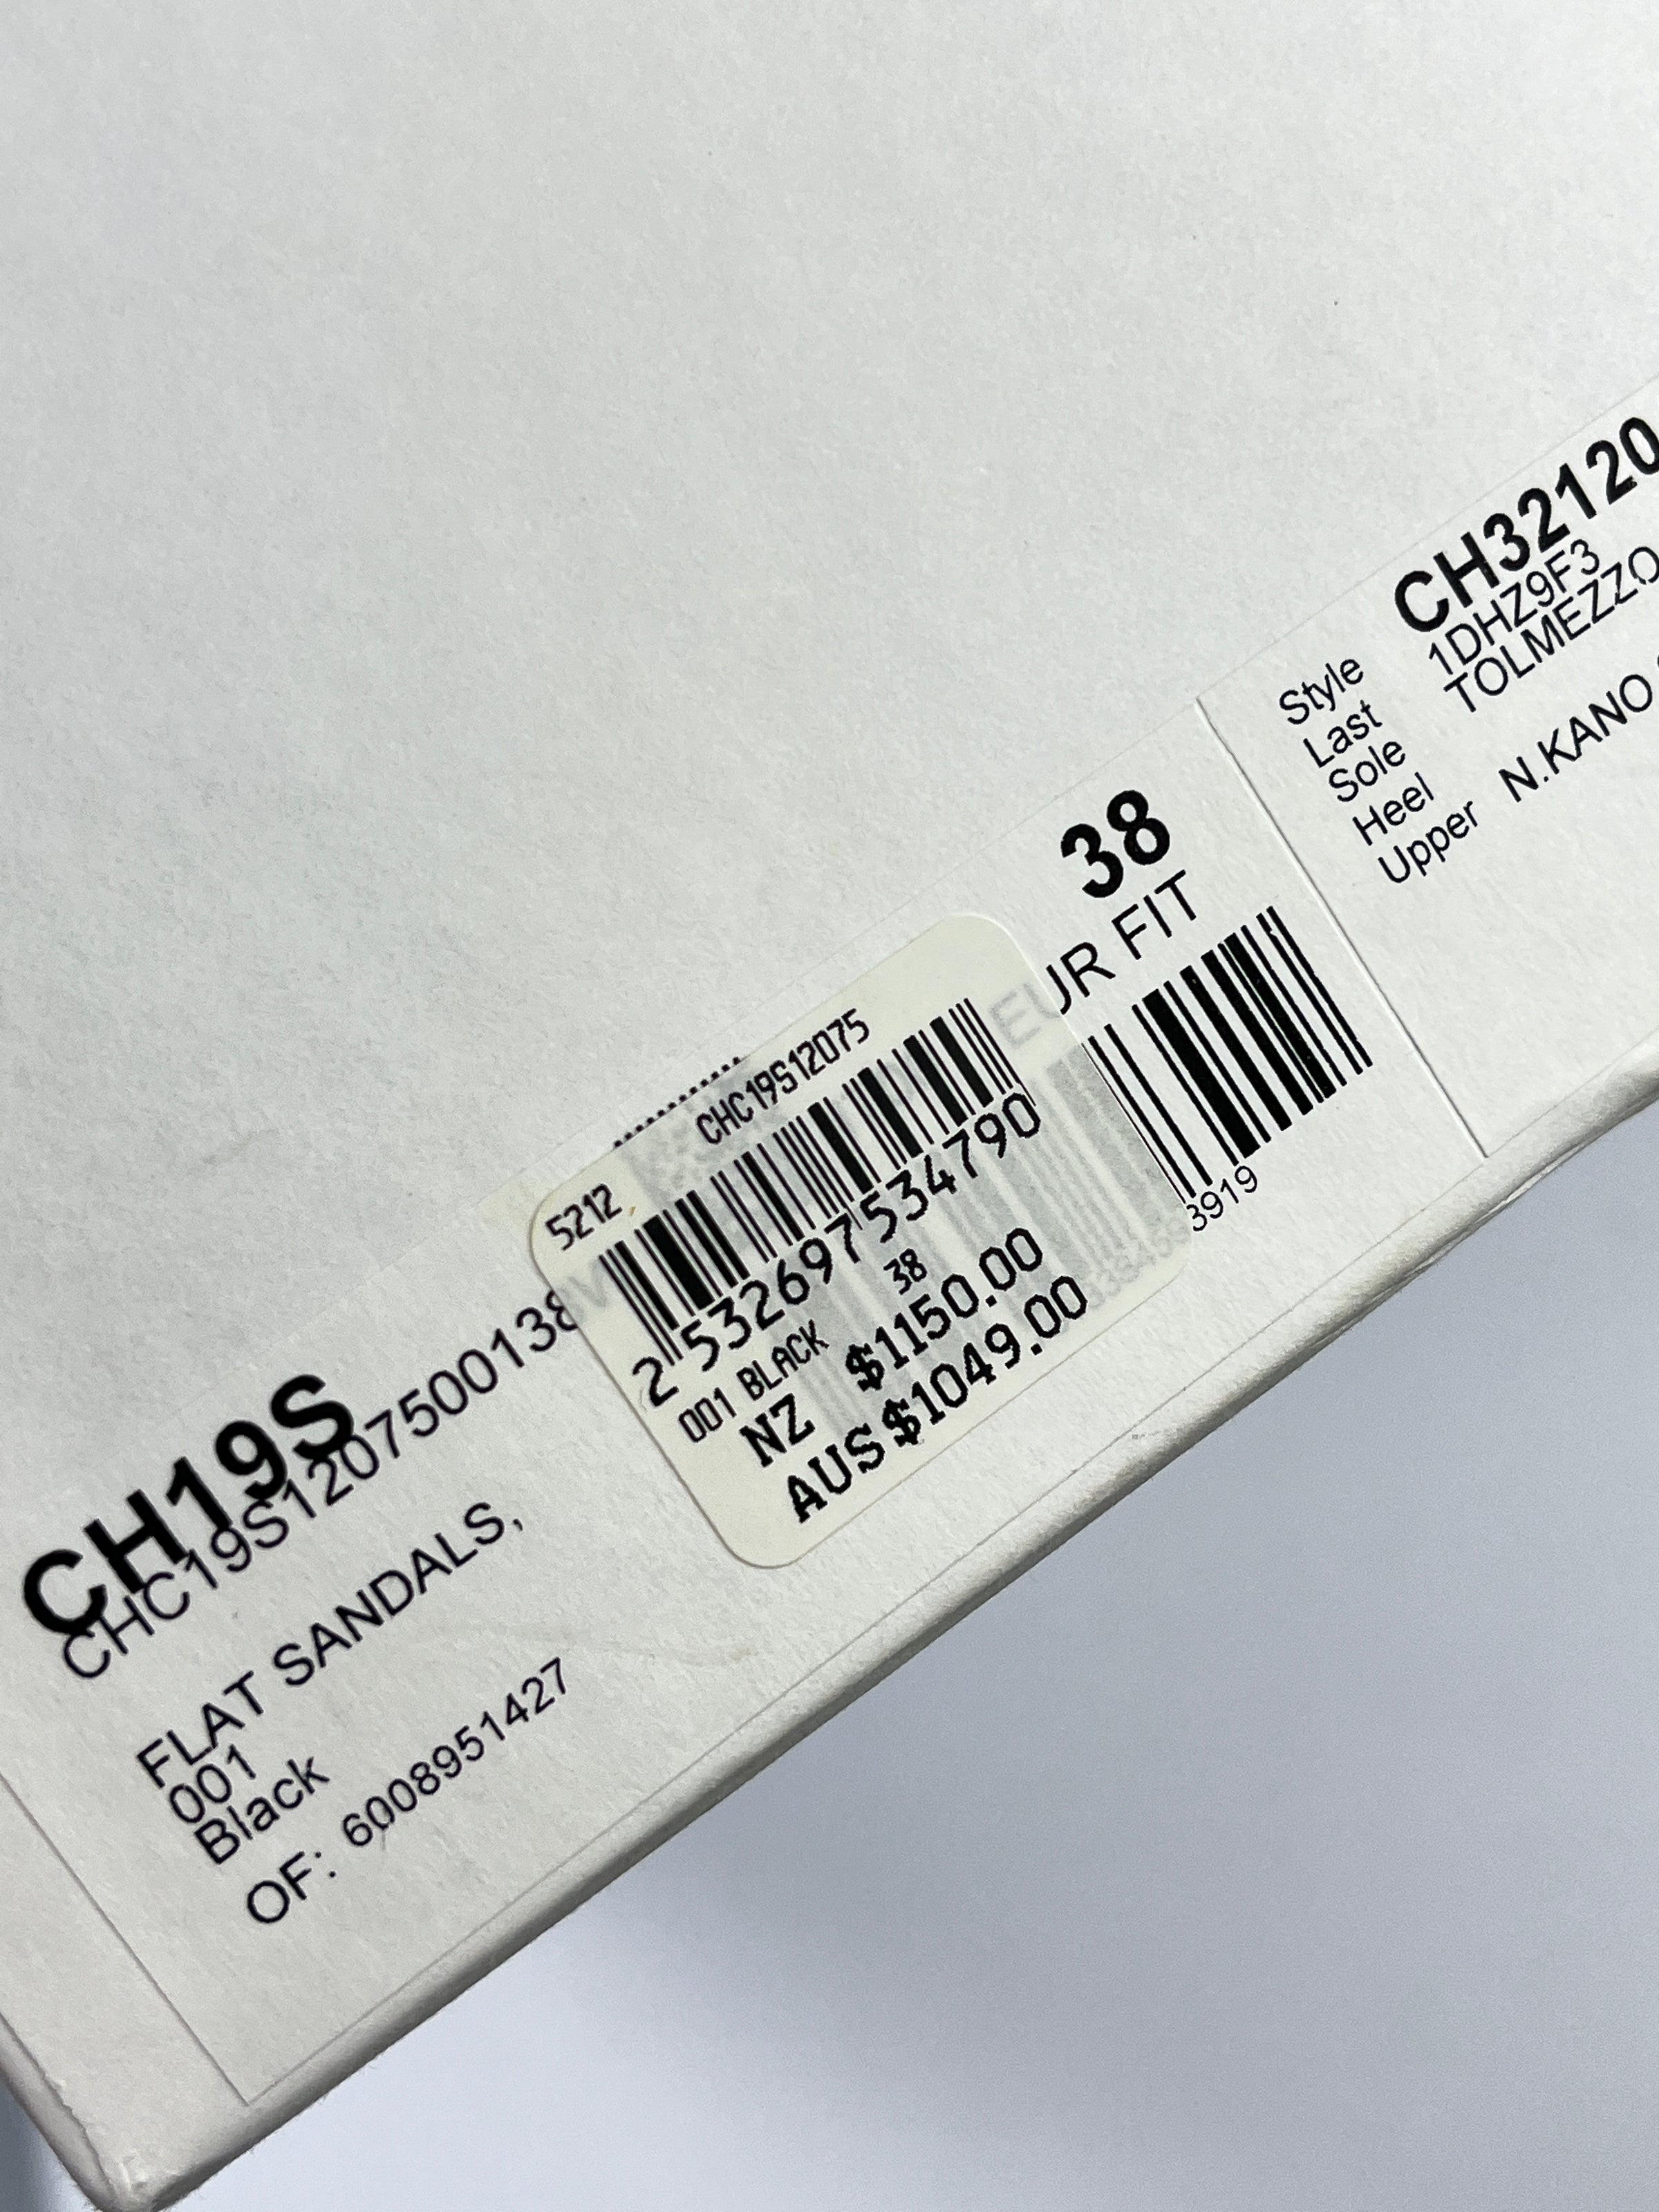 CH19S
CHC19S1207500138
FLAT SANDALS,
001
Black
OF: 6008951427
5212
CHC19S12075
2 532697 534790
001 BLACK 38
NZ $1150.00
AUS $1049.00
38
EUR FIT
3919
Style CH32120
Last 1DHZ9F3
Sole TOLMEZZO
Heel
Upper N.KANO